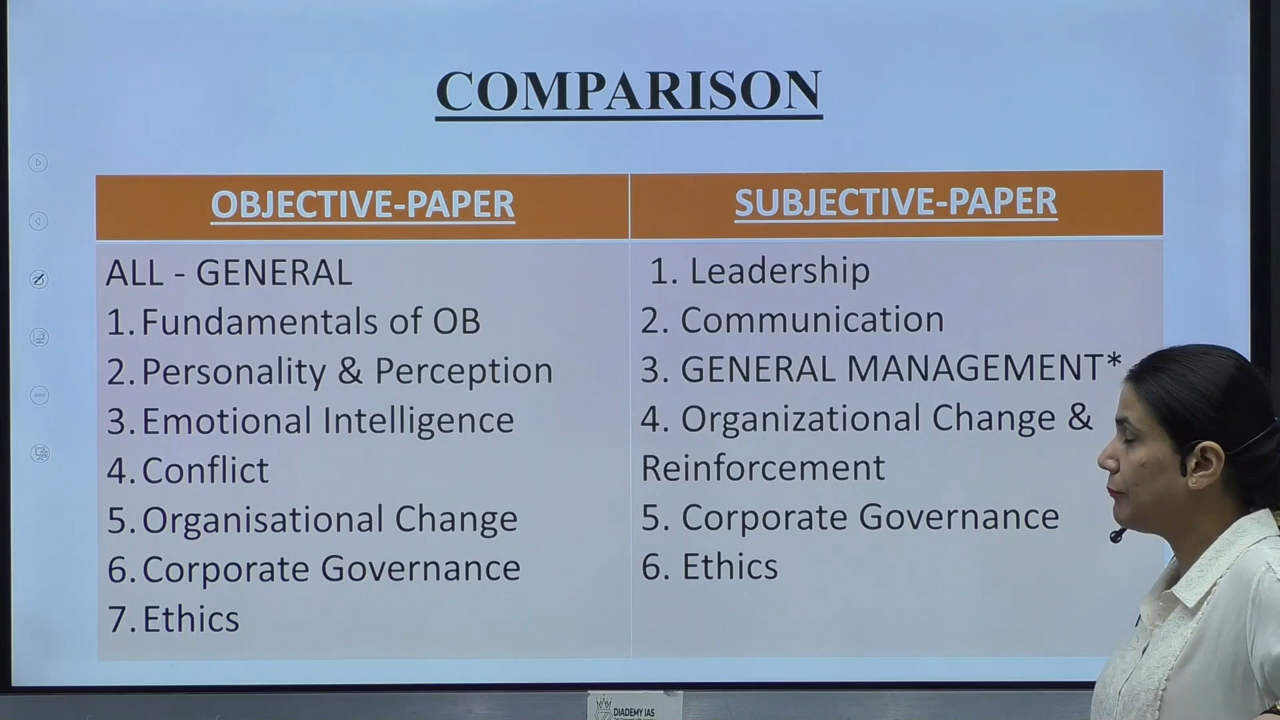 COMPARISON
OBJECTIVE-PAPER
ALL - GENERAL
1. Fundamentals of OB
2. Personality & Perception
3. Emotional Intelligence
4. Conflict
5. Organisational Change
6. Corporate Governance
7. Ethics
SUBJECTIVE-PAPER
1. Leadership
2. Communication
3. GENERAL MANAGEMENT*
4. Organizational Change &
Reinforcement
5. Corporate Governance
6. Ethics
DIADEMY IAS